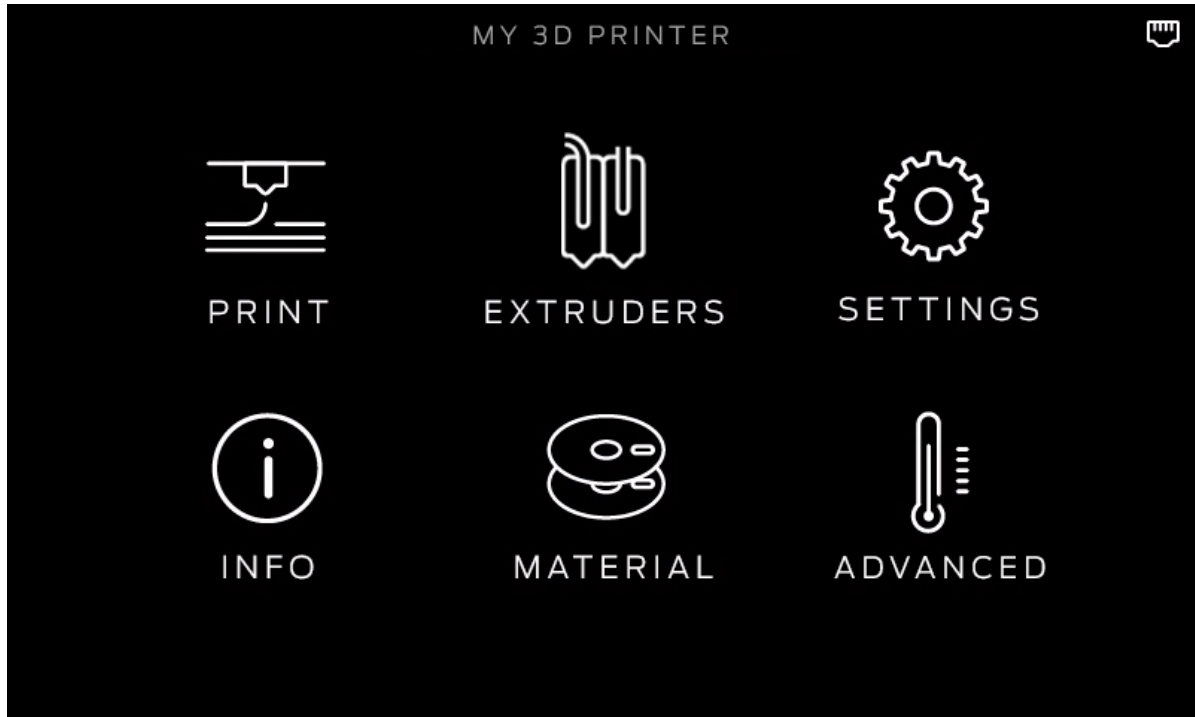 MY 3D PRINTER
PRINT
EXTRUDERS
SETTINGS
INFO
MATERIAL
ADVANCED